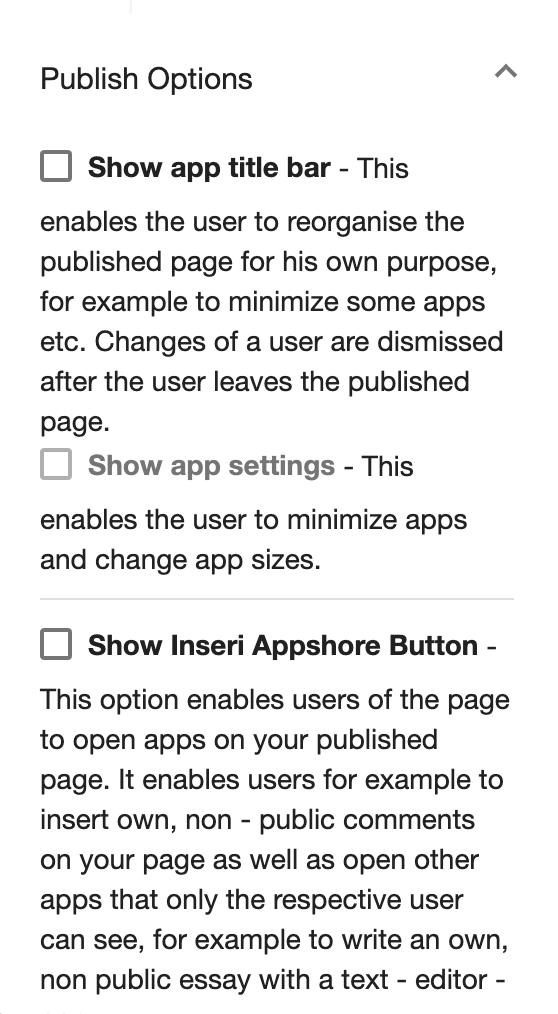 Publish Options
Show app title bar - This
enables the user to reorganise the
published page for his own purpose,
for example to minimize some apps
etc. Changes of a user are dismissed
after the user leaves the published
page.
Show app settings - This
enables the user to minimize apps
and change app sizes.
Show Inseri Appshore Button -
This option enables users of the page
to open apps on your published
page. It enables users for example to
insert own, non - public comments
on your page as well as open other
apps that only the respective user
can see, for example to write an own,
non public essay with a text - editor -